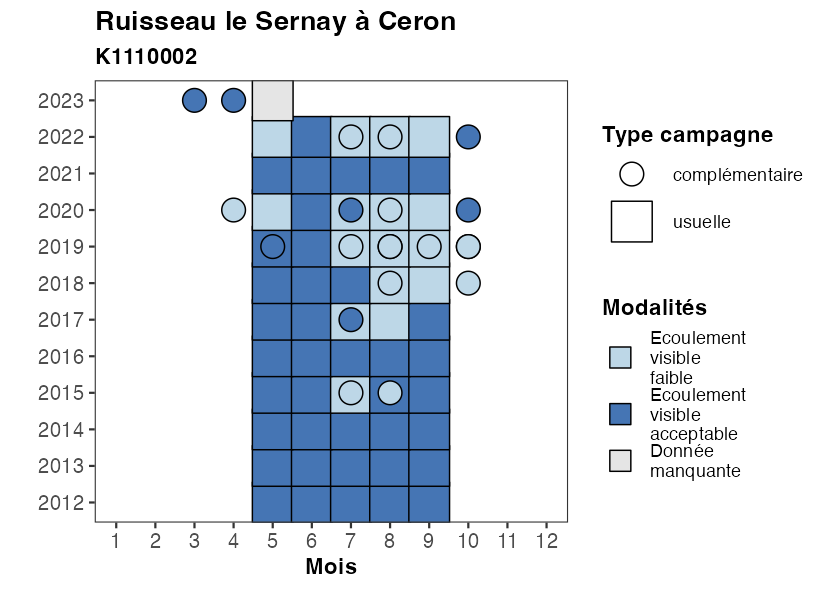 Ruisseau le Sernay à Ceron
K1110002
2023
2022
2021
2020
2019
2018
2017
2016
2015
2014
2013
2012
1 2 3 4 5 6 7 8 9 10 11 12
Mois
Type campagne
complémentaire
usuelle
Modalités
Ecoulement
visible
faible
Ecoulement
visible
acceptable
Donnée
manquante